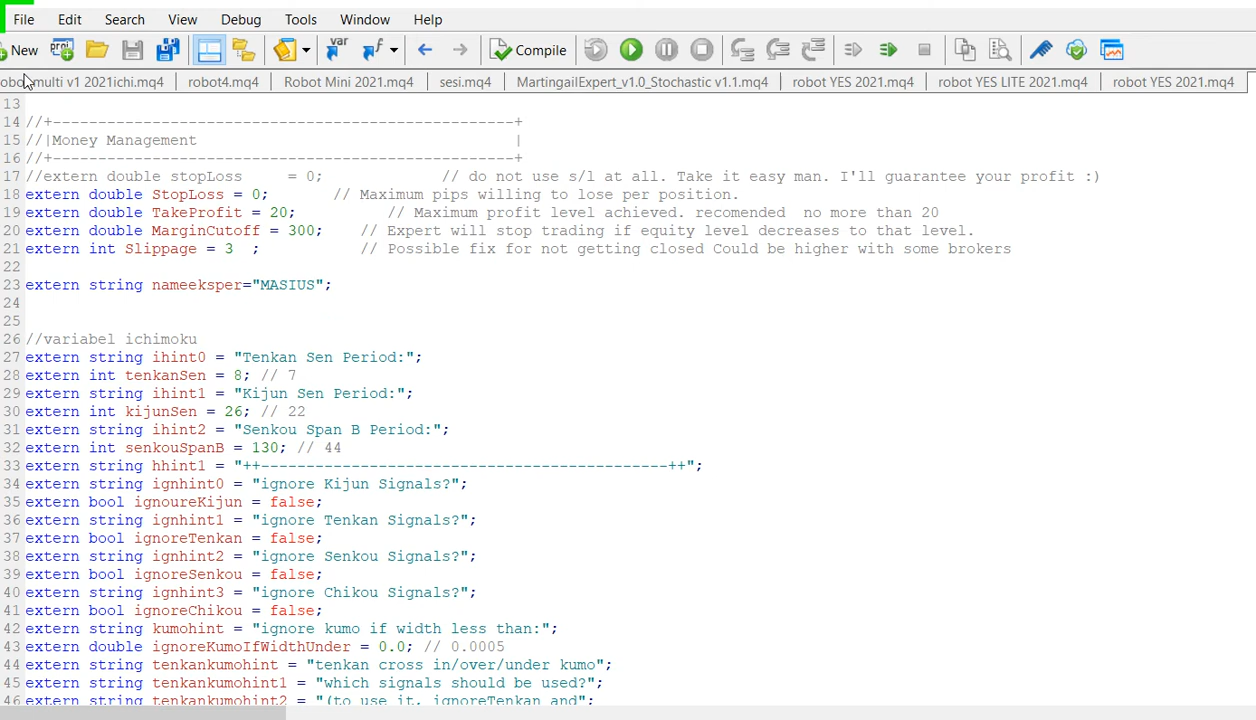 File Edit Search View Debug Tools Window Help
New var Compile
multi v1 2021ichi.mq4 robot4.mq4 Robot Mini 2021.mq4 sesi.mq4 MartingailExpert_v1.0_Stochastic v1.1.mq4 robot YES 2021.mq4 robot YES LITE 2021.mq4 robot YES 2021.mq4
13
14 //+---------------------------------------------------+
15 //|Money Management |
16 //+---------------------------------------------------+
17 //extern double stopLoss = 0; // do not use s/l at all. Take it easy man. I'll guarantee your profit :)
18 extern double StopLoss = 0; // Maximum pips willing to lose per position.
19 extern double TakeProfit = 20; // Maximum profit level achieved. recomended no more than 20
20 extern double MarginCutoff = 300; // Expert will stop trading if equity level decreases to that level.
21 extern int Slippage = 3 ; // Possible fix for not getting closed Could be higher with some brokers
22
23 extern string nameeksper="MASIUS";
24
25
26 //variabel ichimoku
27 extern string ihint0 = "Tenkan Sen Period:";
28 extern int tenkanSen = 8; // 7
29 extern string ihint1 = "Kijun Sen Period:";
30 extern int kijunSen = 26; // 22
31 extern string ihint2 = "Senkou Span B Period:";
32 extern int senkouSpanB = 130; // 44
33 extern string hhint1 = "++---------------------------------------------++";
34 extern string ignhint0 = "ignore Kijun Signals?";
35 extern bool ignoureKijun = false;
36 extern string ignhint1 = "ignore Tenkan Signals?";
37 extern bool ignoreTenkan = false;
38 extern string ignhint2 = "ignore Senkou Signals?";
39 extern bool ignoreSenkou = false;
40 extern string ignhint3 = "ignore Chikou Signals?";
41 extern bool ignoreChikou = false;
42 extern string kumohint = "ignore kumo if width less than:";
43 extern double ignoreKumoIfWidthUnder = 0.0; // 0.0005
44 extern string tenkankumohint = "tenkan cross in/over/under kumo";
45 extern string tenkankumohint1 = "which signals should be used?";
46 extern string tenkankumohint2 = "(to use it, ignoreTenkan and";